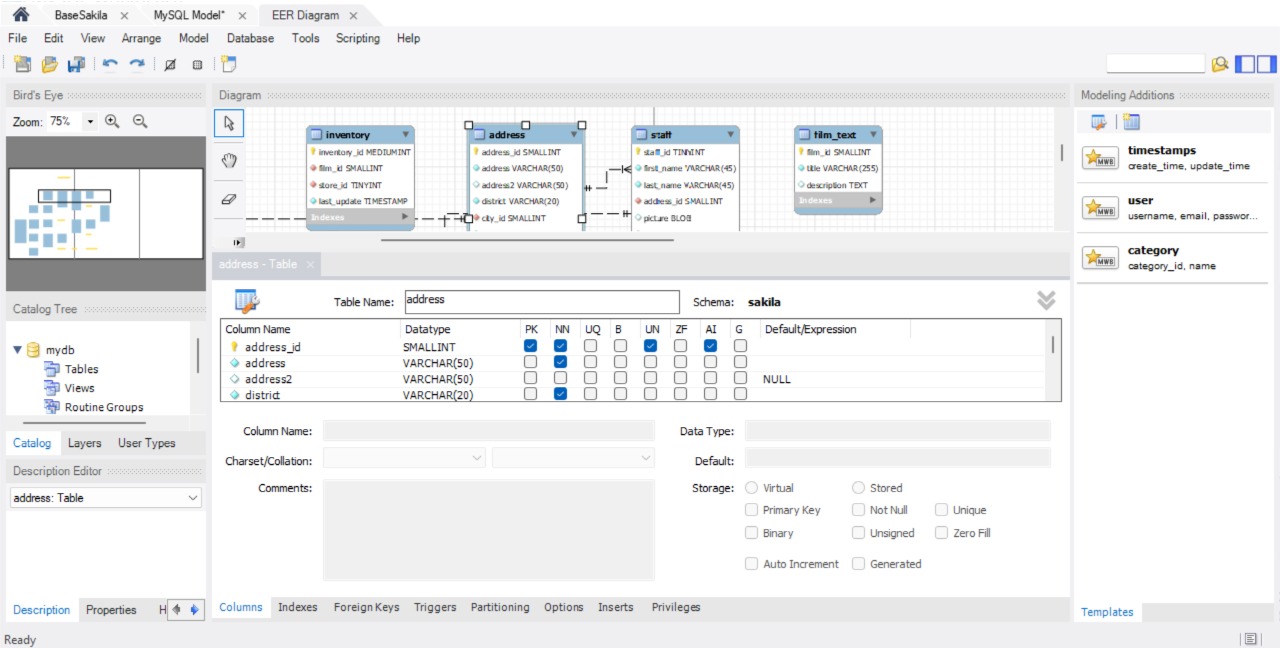 BaseSakila
MySQL Model*
EER Diagram
File Edit View Arrange Model Database Tools Scripting Help
Bird's Eye
Zoom: 75%
Catalog Tree
mydb
Tables
Views
Routine Groups
Catalog Layers User Types
Description Editor
address: Table
Description Properties H
Diagram
inventory
inventory_id MEDIUMINT
film_id SMALLINT
store_id TINYINT
last_update TIMESTAMP
Indexes
address
address_id SMALLINT
address VARCHAR(50)
address2 VARCHAR(50)
district VARCHAR(20)
city_id SMALLINT
staff
staff_id TINYINT
first_name VARCHAR(45)
last_name VARCHAR(45)
address_id SMALLINT
picture BLOB
film_text
film_id SMALLINT
title VARCHAR(255)
description TEXT
Indexes
address - Table
Table Name: address Schema: sakila
Column Name Datatype PK NN UQ B UN ZF AI G Default/Expression
address_id SMALLINT
address VARCHAR(50)
address2 VARCHAR(50) NULL
district VARCHAR(20)
Column Name: Data Type:
Charset/Collation: Default:
Comments: Storage: Virtual Stored
Primary Key Not Null Unique
Binary Unsigned Zero Fill
Auto Increment Generated
Columns Indexes Foreign Keys Triggers Partitioning Options Inserts Privileges
Modeling Additions
MWB
timestamps
create_time, update_time
MWB
user
username, email, passwor...
MWB
category
category_id, name
Templates
Ready